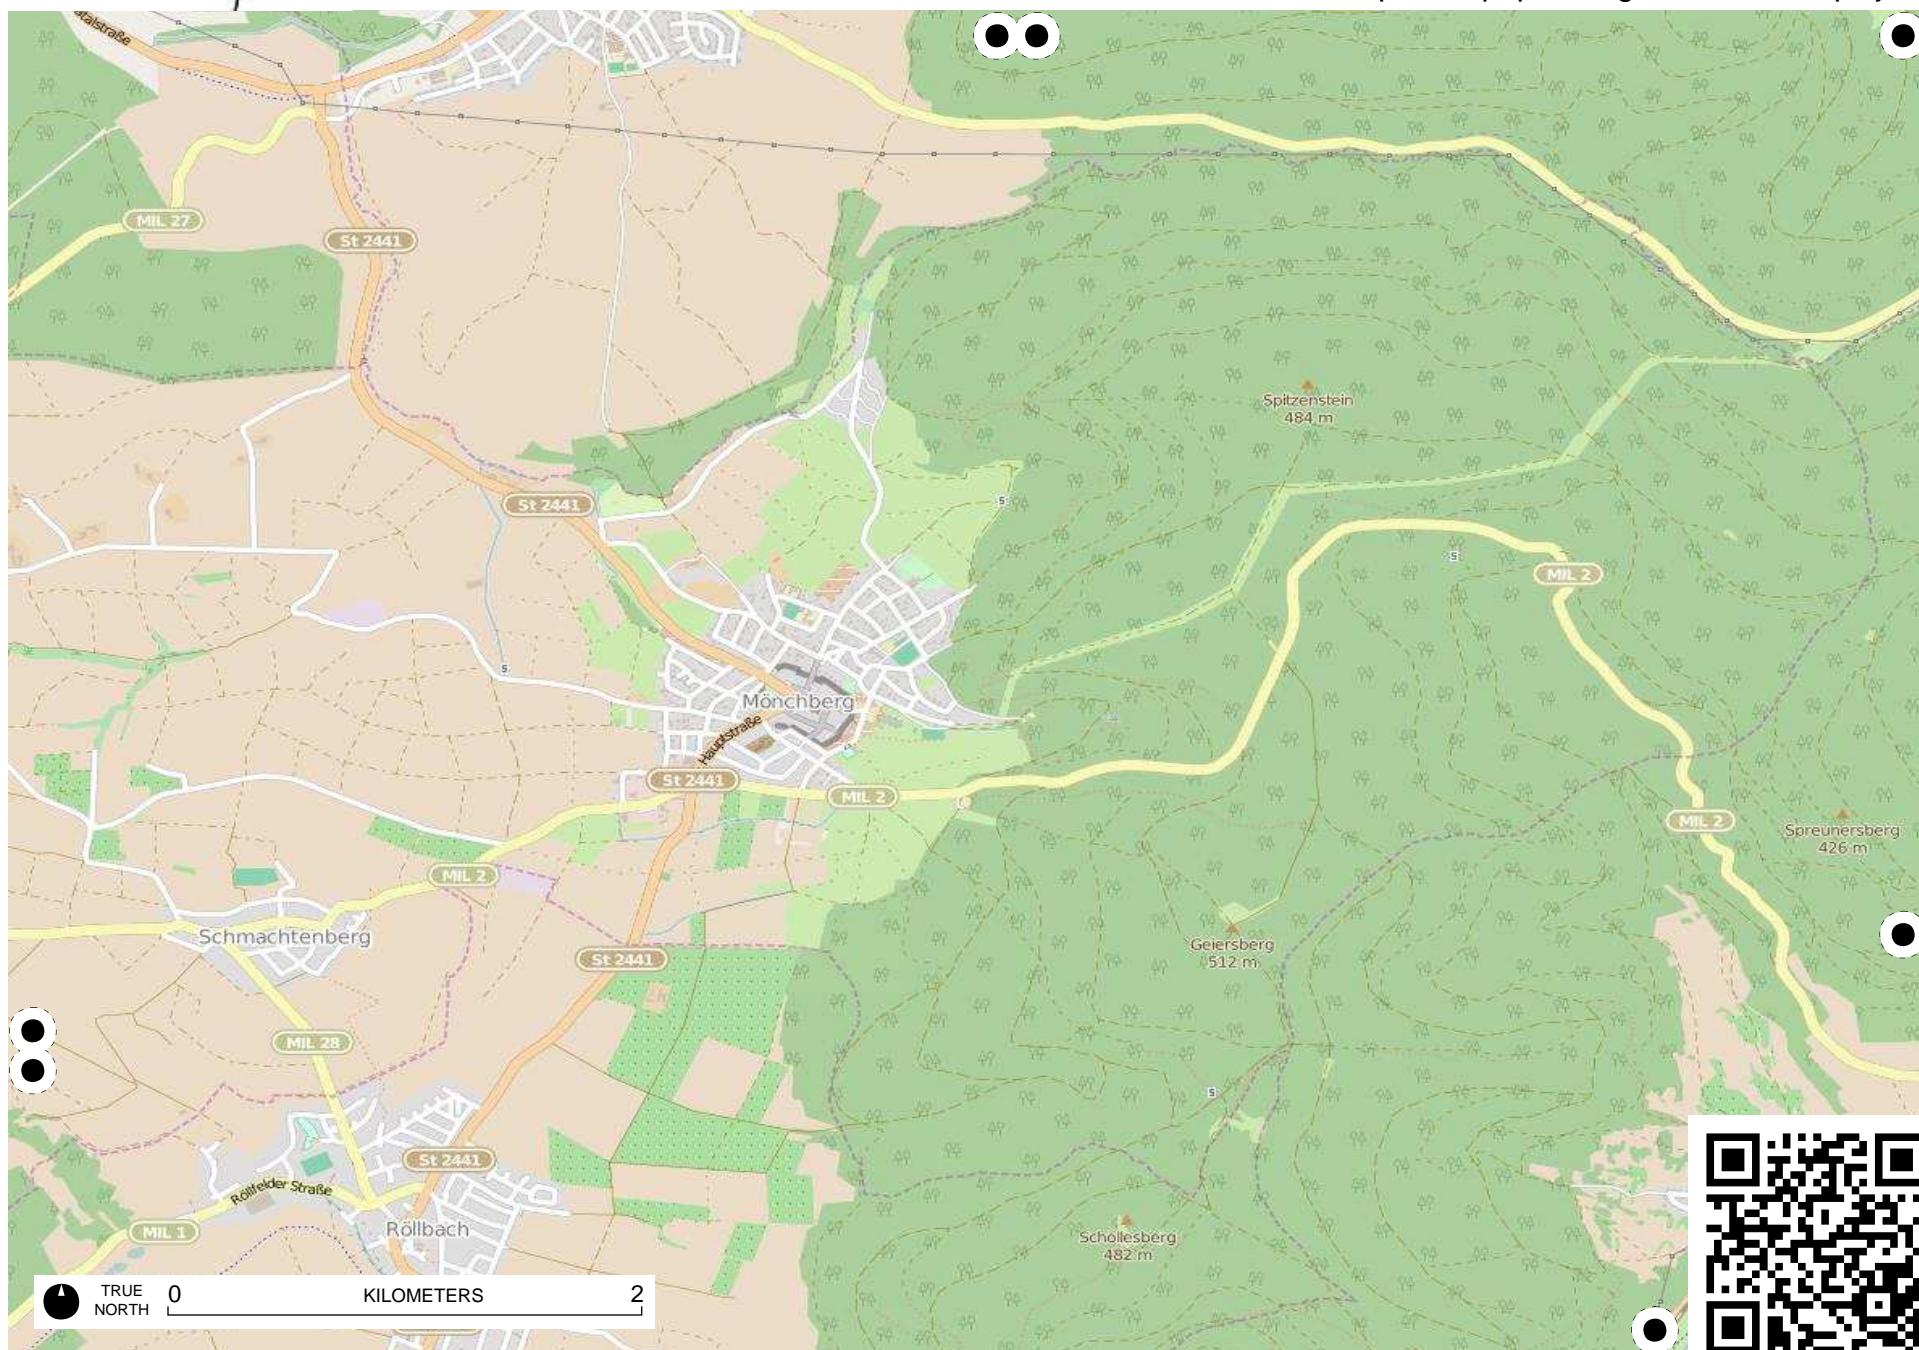 talstraße
MIL 27
St 2441
Spitzenstein
484 m
St 2441
S
S
MIL 2
S
Mönchberg
Hauptstraße
St 2441
MIL 2
MIL 2
Spreunersberg
426 m
MIL 2
Schmachtenberg
Geiersberg
512 m
St 2441
MIL 28
S
St 2441
Röllfelder Straße
MIL 1
Röllbach
Schollesberg
482 m
TRUE
NORTH
0 KILOMETERS 2